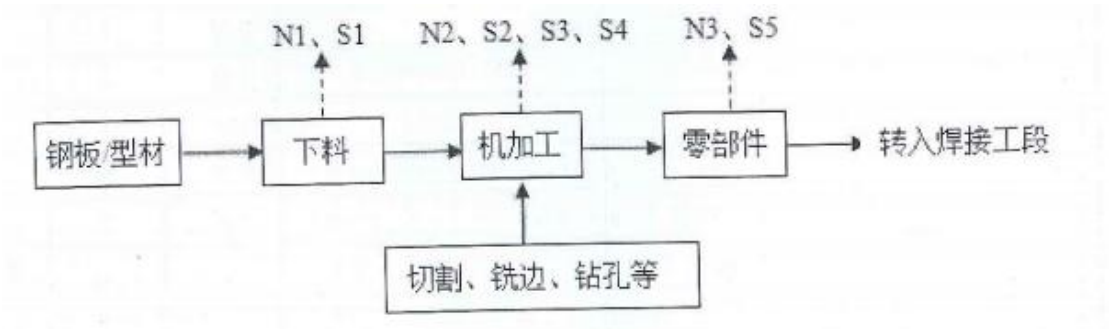 N1、S1
N2、S2、S3、S4
N3、S5
钢板/型材
下料
机加工
零部件
转入焊接工段
切割、铣边、钻孔等